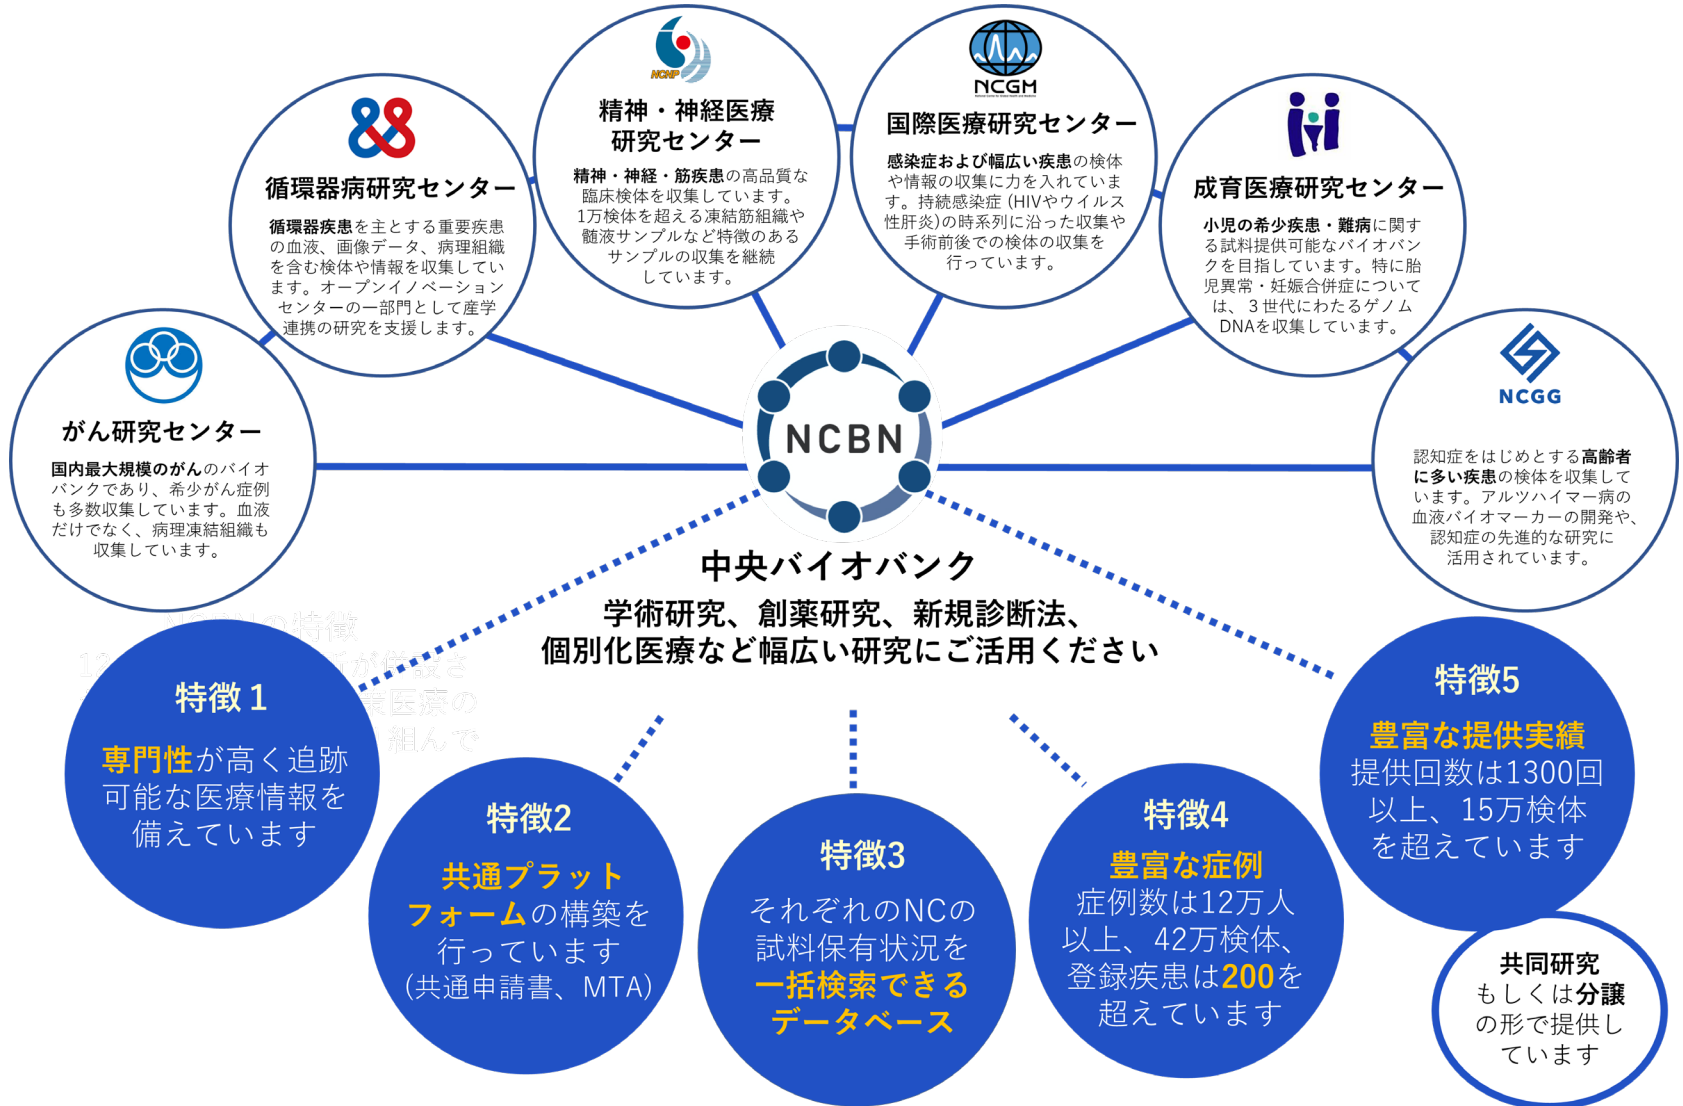 NCNP
精神・神経医療
研究センター
精神・神経・筋疾患の高品質な
臨床検体を収集しています。
1万検体を超える凍結筋組織や
髄液サンプルなど特徴のある
サンプルの収集を継続
しています。
NCGM
国際医療研究センター
感染症および幅広い疾患の検体
や情報の収集に力を入れていま
す。持続感染症 (HIVやウイルス
性肝炎)の時系列に沿った収集や
手術前後での検体の収集を
行っています。
循環器病研究センター
循環器疾患を主とする重要疾患
の血液、画像データ、病理組織
を含む検体や情報を収集してい
ます。オープンイノベーション
センターの一部門として産学
連携の研究を支援します。
成育医療研究センター
小児の希少疾患・難病に関す
る試料提供可能なバイオバン
クを目指しています。特に胎
児異常・妊娠合併症について
は、３世代にわたるゲノム
DNAを収集しています。
がん研究センター
国内最大規模のがんのバイオ
バンクであり、希少がん症例
も多数収集しています。血液
だけでなく、病理凍結組織も
収集しています。
NCGG
認知症をはじめとする高齢者
に多い疾患の検体を収集して
います。アルツハイマー病の
血液バイオマーカーの開発や、
認知症の先進的な研究に
活用されています。
NCBN
中央バイオバンク
学術研究、創薬研究、新規診断法、
個別化医療など幅広い研究にご活用ください
の特徴
が併設さ
医療の
組んで
特徴１
専門性が高く追跡
可能な医療情報を
備えています
特徴2
共通プラット
フォームの構築を
行っています
(共通申請書、MTA)
特徴3
それぞれのNCの
試料保有状況を
一括検索できる
データベース
特徴4
豊富な症例
症例数は12万人
以上、42万検体、
登録疾患は200を
超えています
特徴5
豊富な提供実績
提供回数は1300回
以上、15万検体
を超えています
共同研究
もしくは分譲
の形で提供し
ています